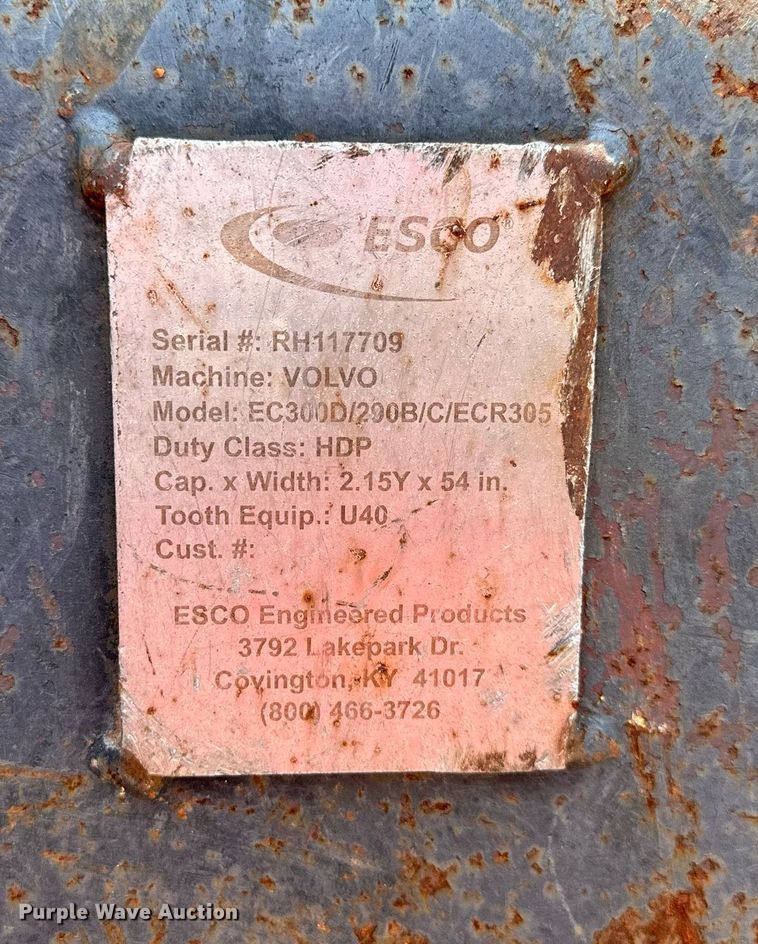 ESCO®
Serial #: RH117709
Machine: VOLVO
Model: EC300D/290B/C/ECR305
Duty Class: HDP
Cap. x Width: 2.15Y x 54 in.
Tooth Equip.: U40
Cust. #:
ESCO Engineered Products
3792 Lakepark Dr.
Covington, KY 41017
(800) 466-3726
Purple Wave Auction